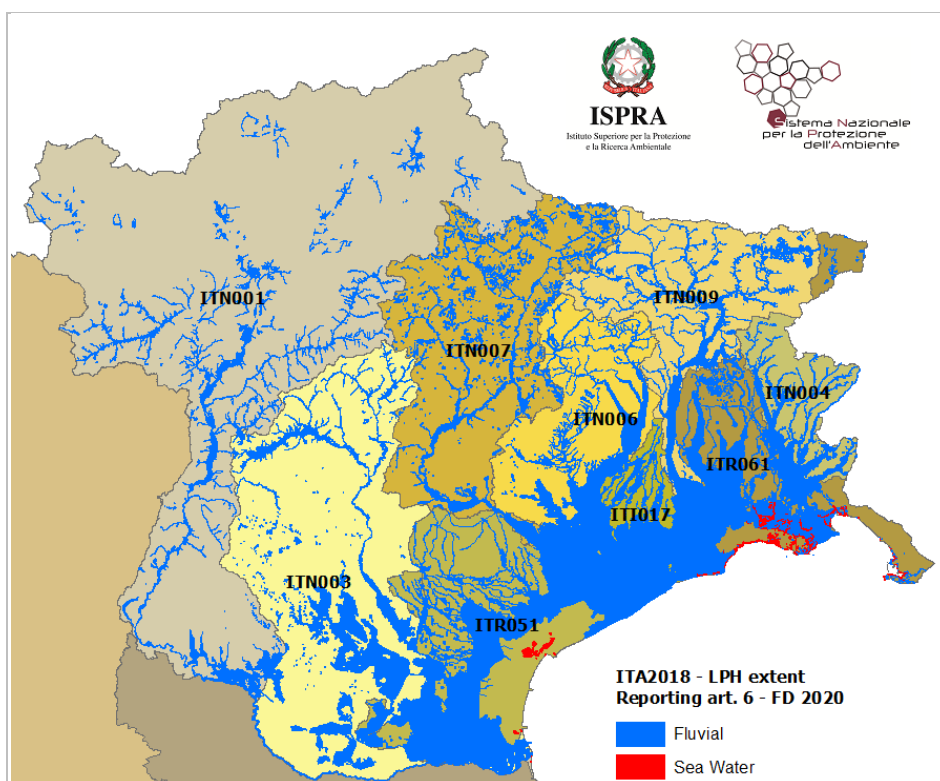 ISPRA
Istituto Superiore per la Protezione
e la Ricerca Ambientale
Sistema Nazionale
per la Protezione
dell'Ambiente
ITN001
ITN009
ITN007
ITN004
ITN006
ITR061
ITI017
ITN003
ITR051
ITA2018 - LPH extent
Reporting art. 6 - FD 2020
Fluvial
Sea Water